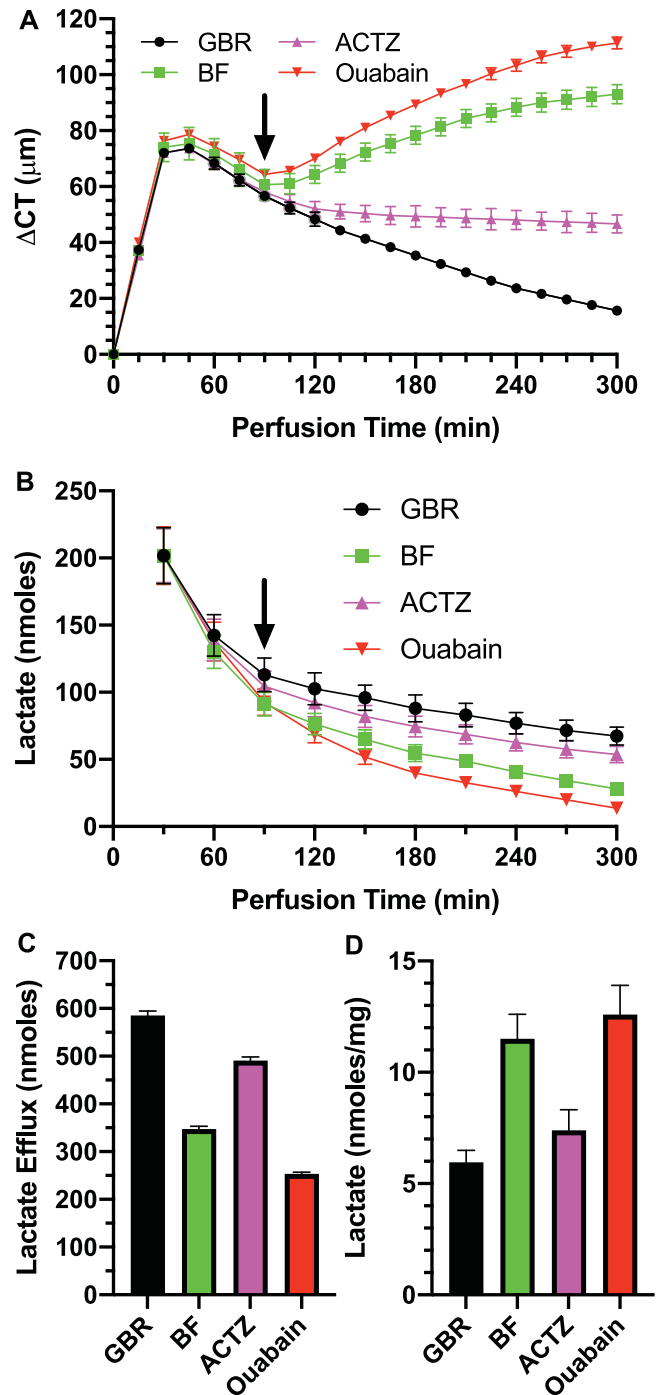 A
GBR ACTZ
BF Ouabain
120
100
80
60
40
20
0
ΔCT (μm)
0 60 120 180 240 300
Perfusion Time (min)
B
250
200
150
100
50
0
Lactate (nmoles)
GBR
BF
ACTZ
Ouabain
0 60 120 180 240 300
Perfusion Time (min)
C
700
600
500
400
300
200
100
0
Lactate Efflux (nmoles)
GBR BF ACTZ Ouabain
D
15
10
5
0
Lactate (nmoles/mg)
GBR BF ACTZ Ouabain